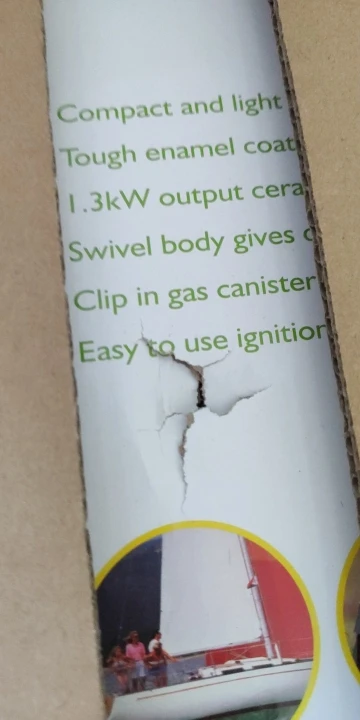 Compact and light
Tough enamel coat
1.3kW output cera
Swivel body gives
Clip in gas canister
Easy to use ignition